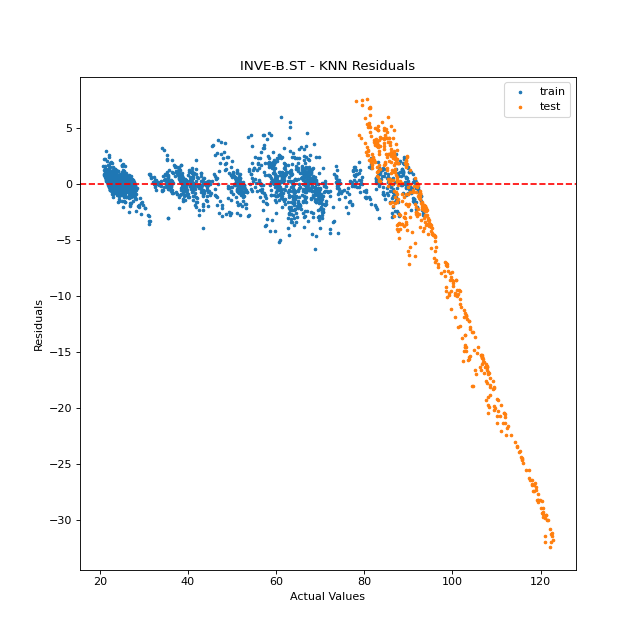 INVE-B.ST - KNN Residuals
train
test
5
0
−5
−10
−15
−20
−25
−30
Residuals
20 40 60 80 100 120
Actual Values